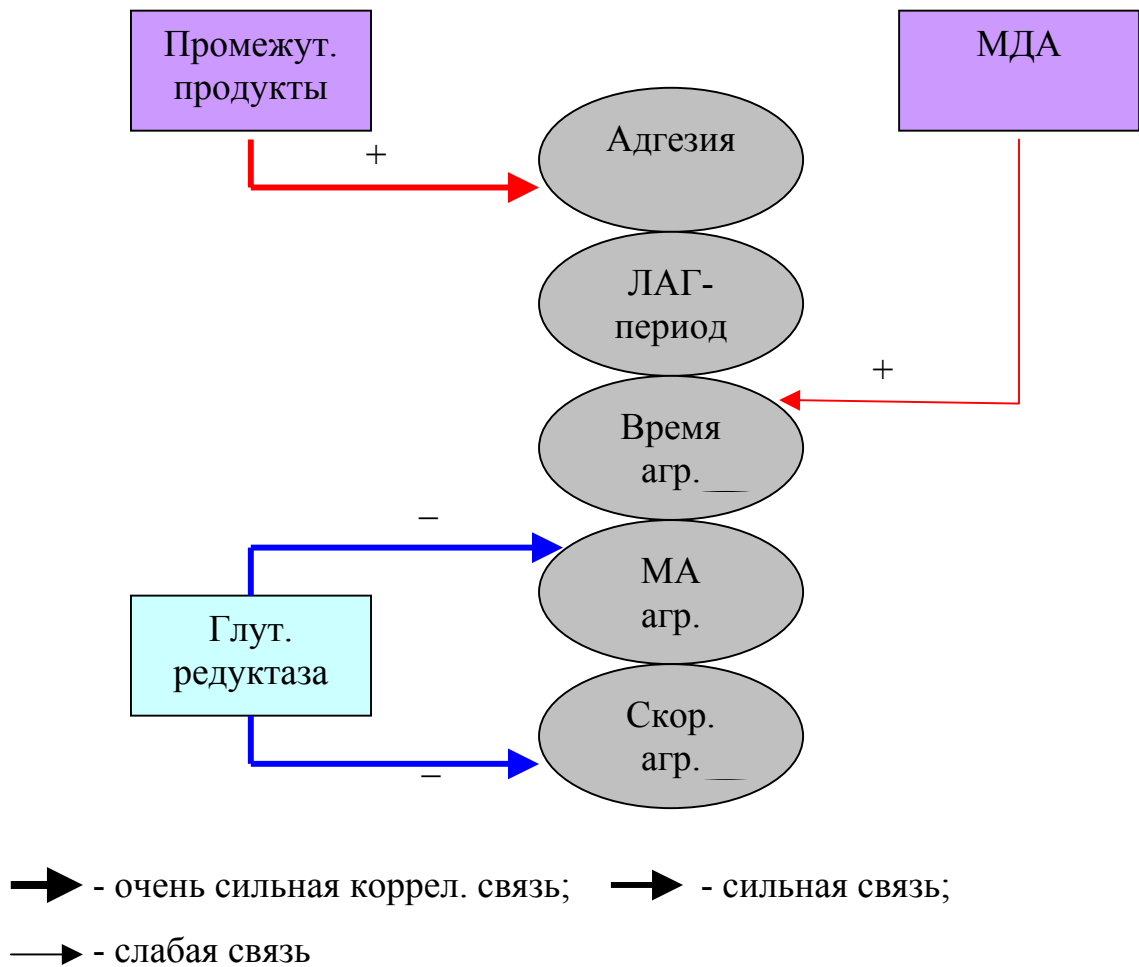 Промежут.
продукты
МДА
Адгезия
+
ЛАГ-
период
+
Время
агр.
–
МА
агр.
Глут.
редуктаза
Скор.
агр.
–
- очень сильная коррел. связь;
- сильная связь;
- слабая связь